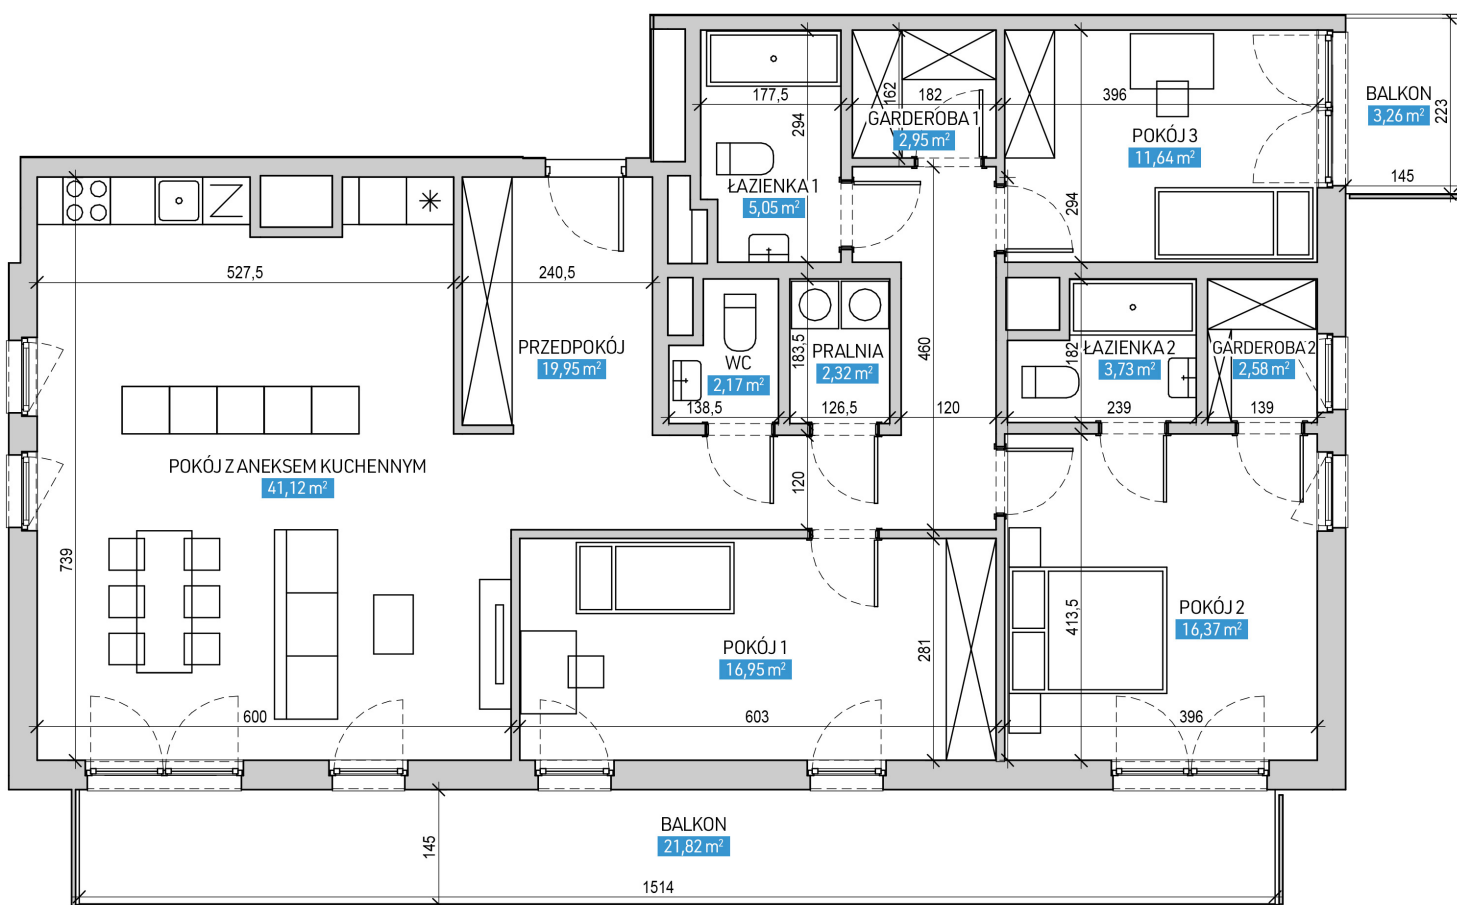 177,5
294
162
182
GARDEROBA 1
2,95 m²
396
POKÓJ 3
11,64 m²
BALKON
3,26 m²
223
145
ŁAZIENKA 1
5,05 m²
294
527,5
240,5
PRZEDPOKÓJ
19,95 m²
WC
2,17 m²
138,5
183,5
PRALNIA
2,32 m²
126,5
460
120
182
ŁAZIENKA 2
3,73 m²
239
GARDEROBA 2
2,58 m²
139
POKÓJ Z ANEKSEM KUCHENNYM
41,12 m²
120
739
POKÓJ 1
16,95 m²
281
413,5
POKÓJ 2
16,37 m²
600
603
396
BALKON
21,82 m²
145
1514